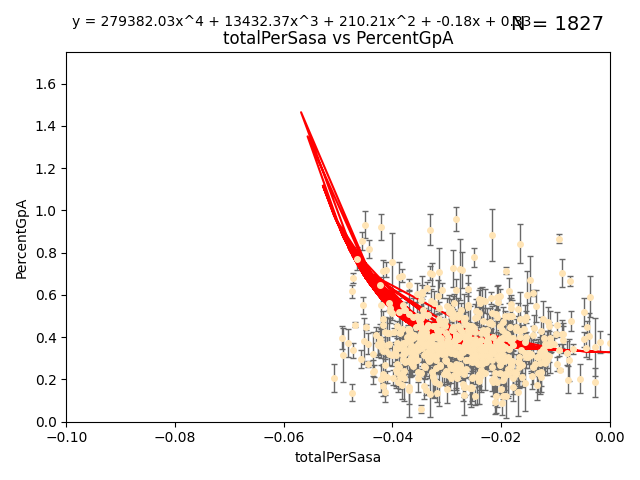 y = 279382.03x^4 + 13432.37x^3 + 210.21x^2 + -0.18x + 0.33
N = 1827
totalPerSasa vs PercentGpA
PercentGpA
1.6
1.4
1.2
1.0
0.8
0.6
0.4
0.2
0.0
−0.10 −0.08 −0.06 −0.04 −0.02 0.00
totalPerSasa